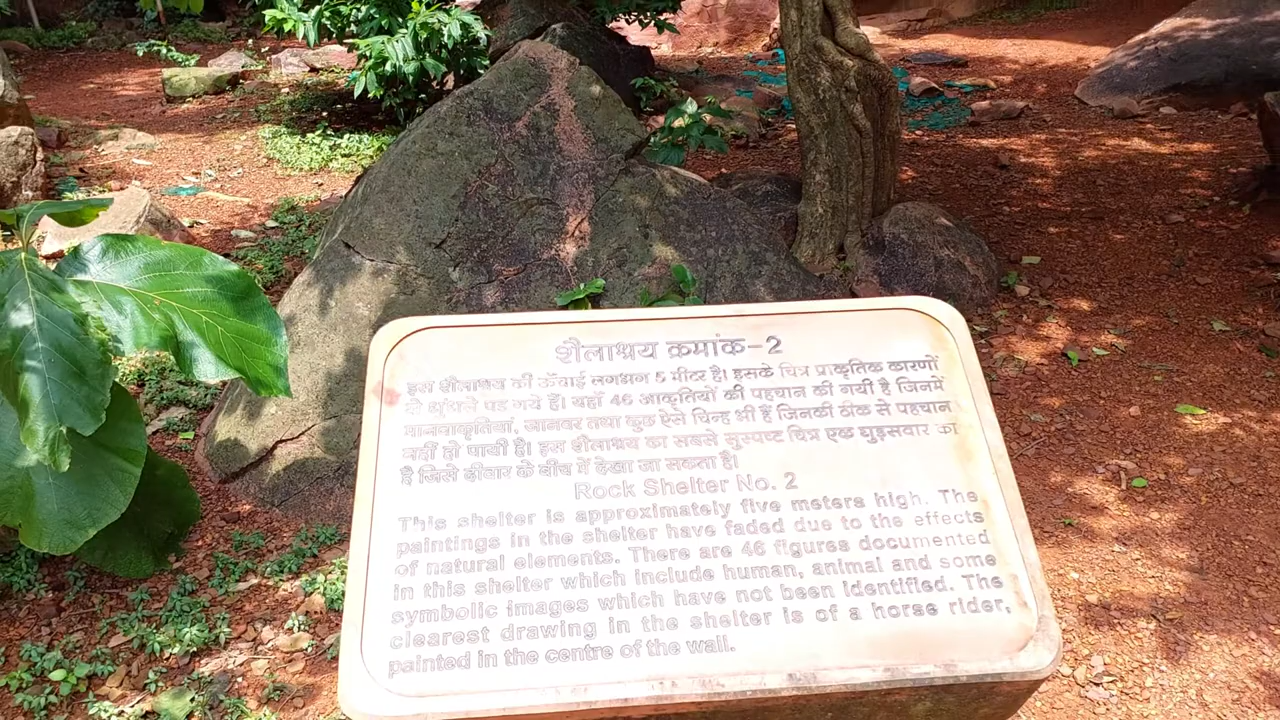 शैलाश्रय क्रमांक-2
इस शैलाश्रय की ऊँचाई लगभग 5 मीटर है। इसके चित्र प्राकृतिक कारणों
से धुंधले पड गये हैं। यहाँ 46 आकृतियों की पहचान की गयी है जिनमें
मानवाकृतियां, जानवर तथा कुछ ऐसे चिन्ह भी हैं जिनकी ठीक से पहचान
नहीं हो पायी है। इस शैलाश्रय का सबसे सुस्पष्ट चित्र एक घुड़सवार का
है जिसे दीवार के बीच में देखा जा सकता है।
Rock Shelter No. 2
This shelter is approximately five meters high. The
paintings in the shelter have faded due to the effects
of natural elements. There are 46 figures documented
in this shelter which include human, animal and some
symbolic images which have not been identified. The
clearest drawing in the shelter is of a horse rider,
painted in the centre of the wall.